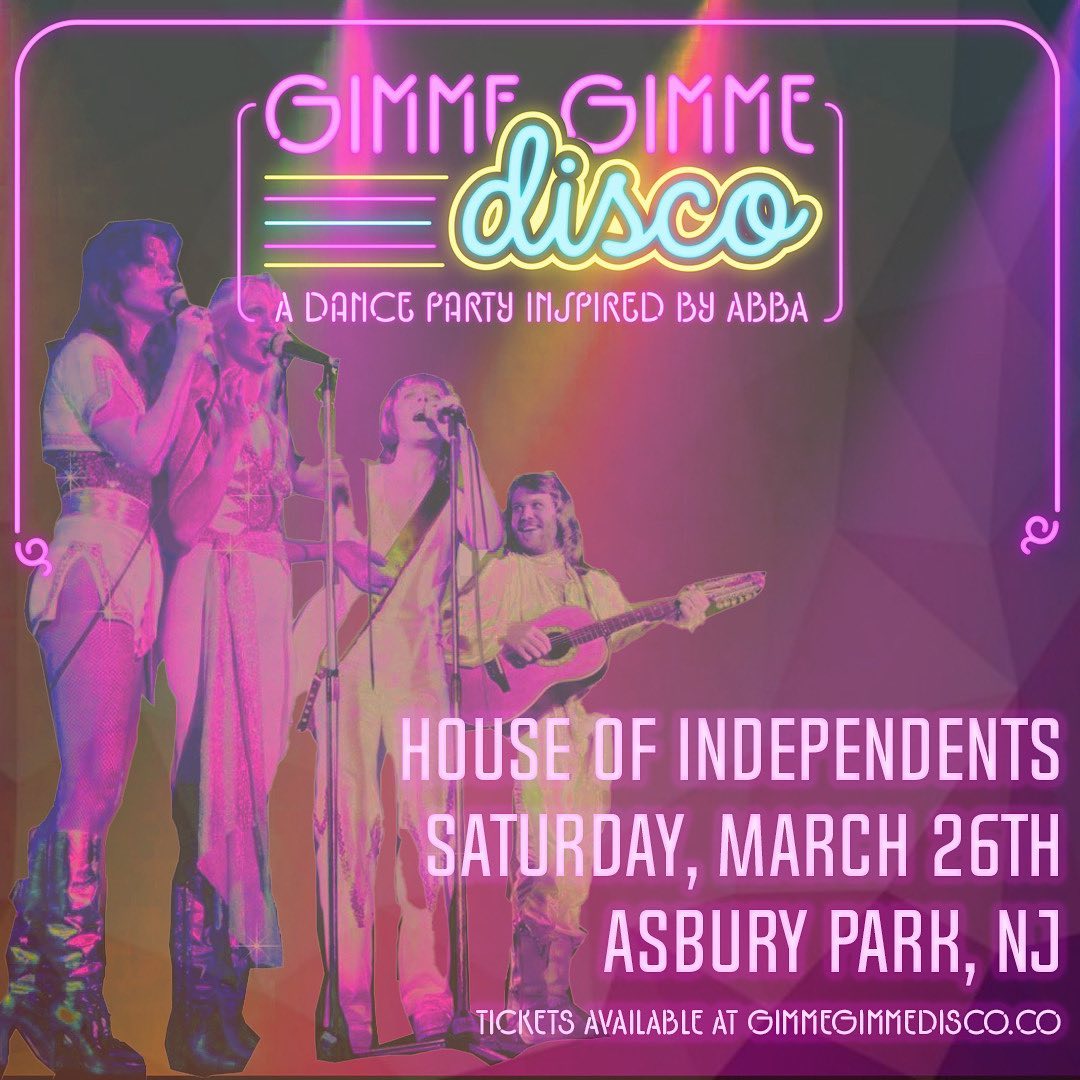 GIMME GIMME
disco
A DANCE PARTY INSPIRED BY ABBA
HOUSE OF INDEPENDENTS
SATURDAY, MARCH 26TH
ASBURY PARK, NJ
TICKETS AVAILABLE AT GIMMEGIMMEDISCO.CO